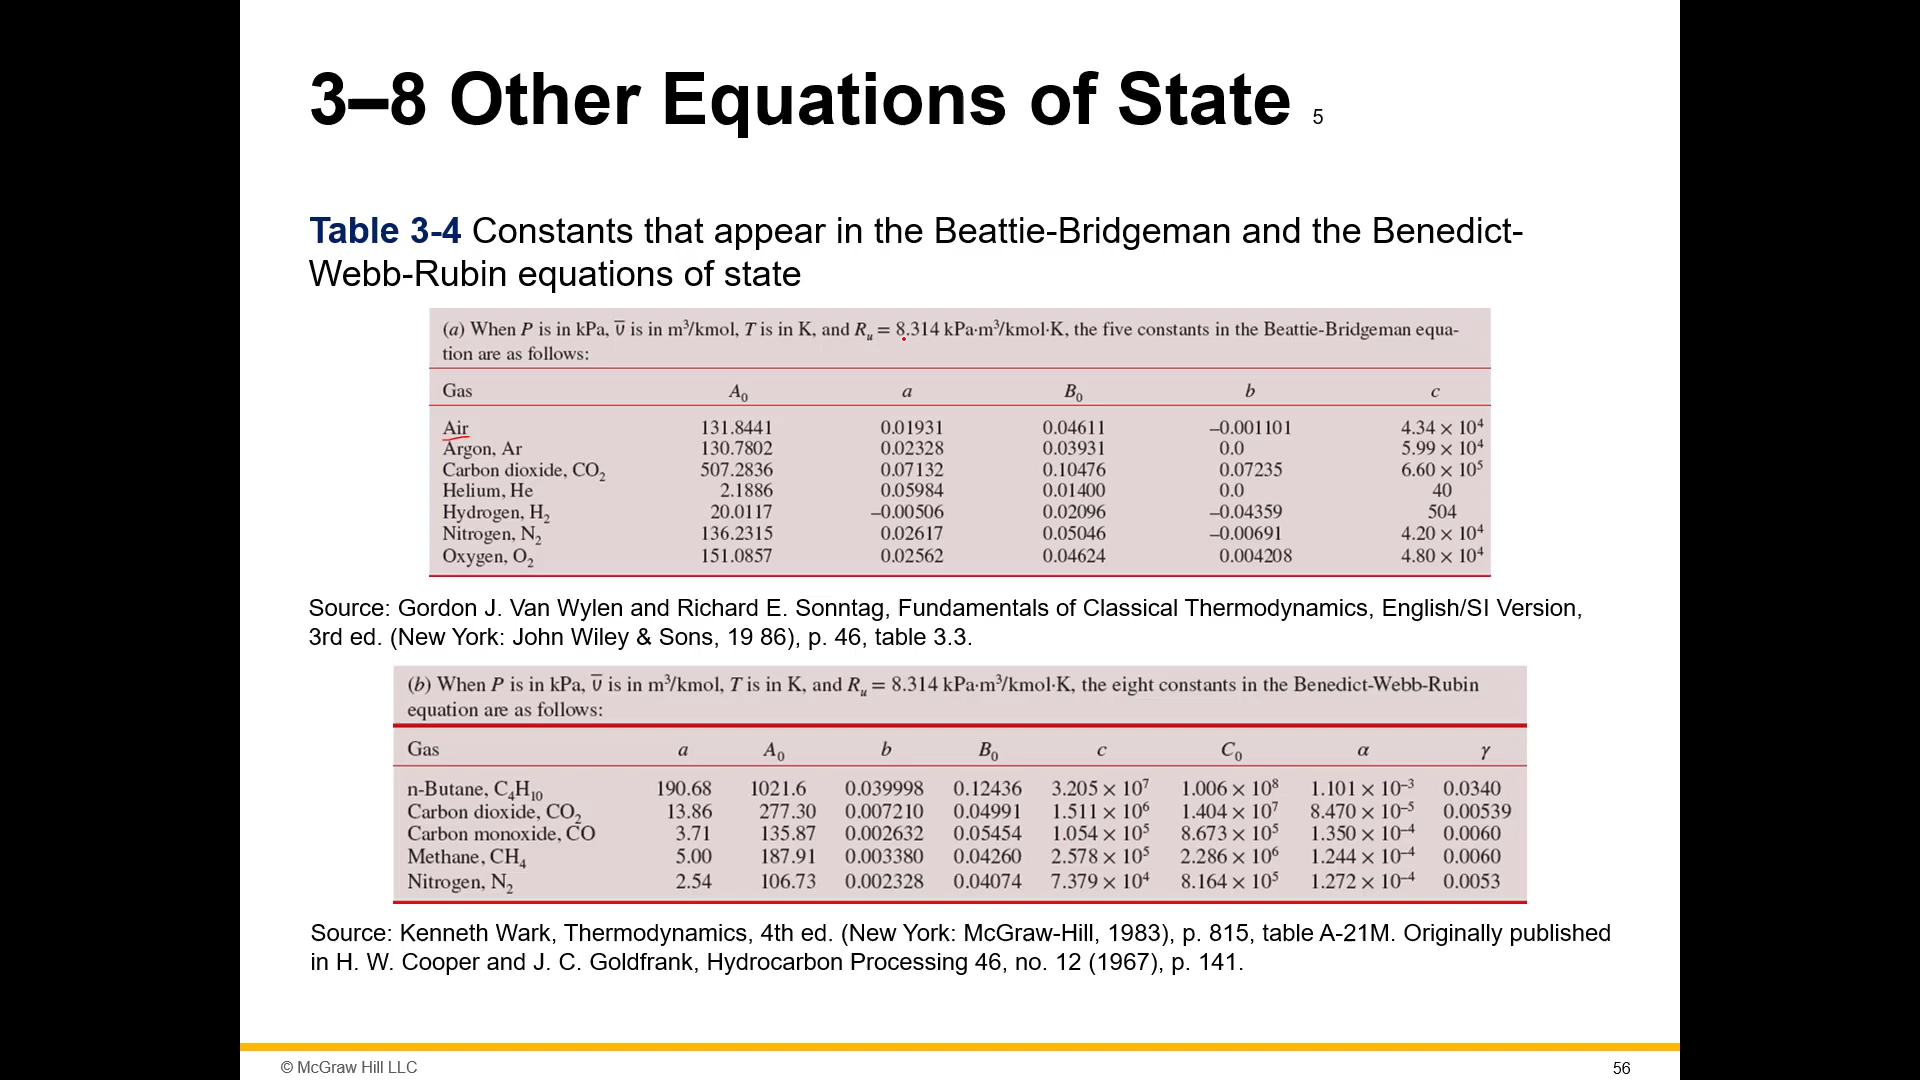 3–8 Other Equations of State 5
Table 3-4 Constants that appear in the Beattie-Bridgeman and the Benedict-
Webb-Rubin equations of state
(a) When P is in kPa, ῡ is in m³/kmol, T is in K, and Rᵤ = 8.314 kPa·m³/kmol·K, the five constants in the Beattie-Bridgeman equa-
tion are as follows:
Gas A₀ a B₀ b c
Air 131.8441 0.01931 0.04611 –0.001101 4.34 × 10⁴
Argon, Ar 130.7802 0.02328 0.03931 0.0 5.99 × 10⁴
Carbon dioxide, CO₂ 507.2836 0.07132 0.10476 0.07235 6.60 × 10⁵
Helium, He 2.1886 0.05984 0.01400 0.0 40
Hydrogen, H₂ 20.0117 –0.00506 0.02096 –0.04359 504
Nitrogen, N₂ 136.2315 0.02617 0.05046 –0.00691 4.20 × 10⁴
Oxygen, O₂ 151.0857 0.02562 0.04624 0.004208 4.80 × 10⁴
Source: Gordon J. Van Wylen and Richard E. Sonntag, Fundamentals of Classical Thermodynamics, English/SI Version,
3rd ed. (New York: John Wiley & Sons, 19 86), p. 46, table 3.3.
(b) When P is in kPa, ῡ is in m³/kmol, T is in K, and Rᵤ = 8.314 kPa·m³/kmol·K, the eight constants in the Benedict-Webb-Rubin
equation are as follows:
Gas a A₀ b B₀ c C₀ α γ
n-Butane, C₄H₁₀ 190.68 1021.6 0.039998 0.12436 3.205 × 10⁷ 1.006 × 10⁸ 1.101 × 10⁻³ 0.0340
Carbon dioxide, CO₂ 13.86 277.30 0.007210 0.04991 1.511 × 10⁶ 1.404 × 10⁷ 8.470 × 10⁻⁵ 0.00539
Carbon monoxide, CO 3.71 135.87 0.002632 0.05454 1.054 × 10⁵ 8.673 × 10⁵ 1.350 × 10⁻⁴ 0.0060
Methane, CH₄ 5.00 187.91 0.003380 0.04260 2.578 × 10⁵ 2.286 × 10⁶ 1.244 × 10⁻⁴ 0.0060
Nitrogen, N₂ 2.54 106.73 0.002328 0.04074 7.379 × 10⁴ 8.164 × 10⁵ 1.272 × 10⁻⁴ 0.0053
Source: Kenneth Wark, Thermodynamics, 4th ed. (New York: McGraw-Hill, 1983), p. 815, table A-21M. Originally published
in H. W. Cooper and J. C. Goldfrank, Hydrocarbon Processing 46, no. 12 (1967), p. 141.
© McGraw Hill LLC 56